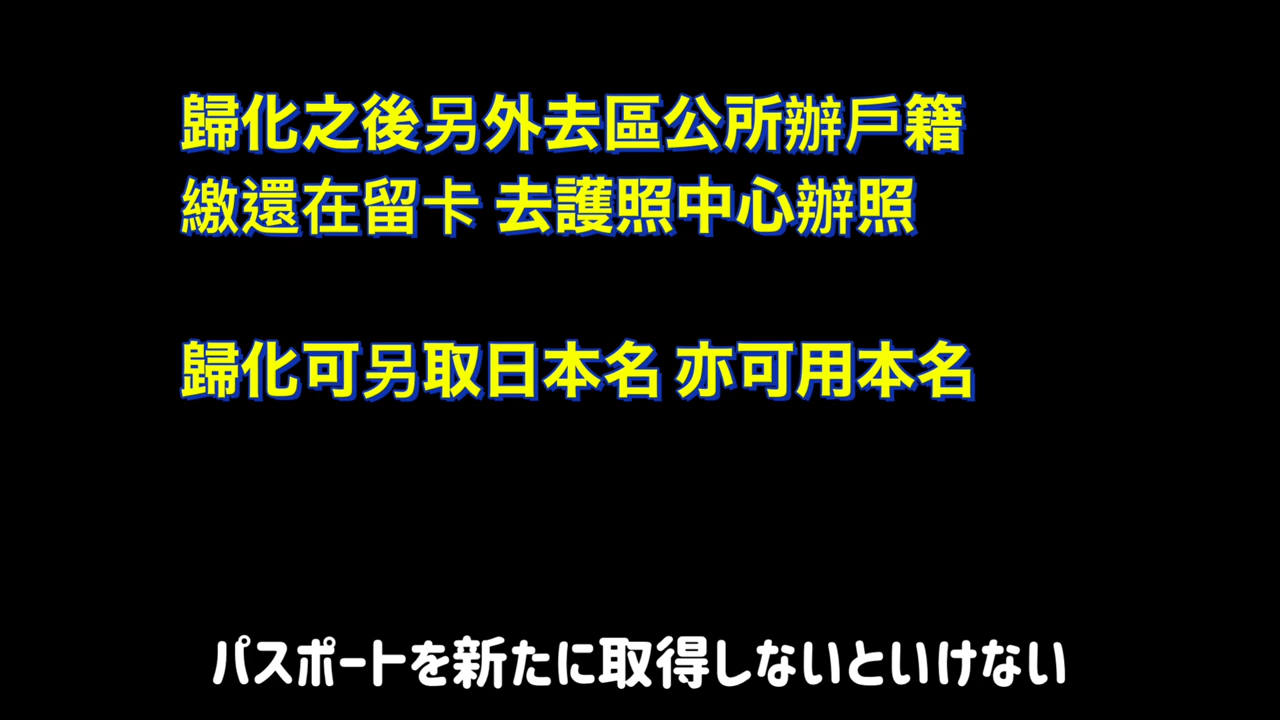 歸化之後另外去區公所辦戶籍
繳還在留卡 去護照中心辦照
歸化可另取日本名 亦可用本名
パスポートを新たに取得しないといけない